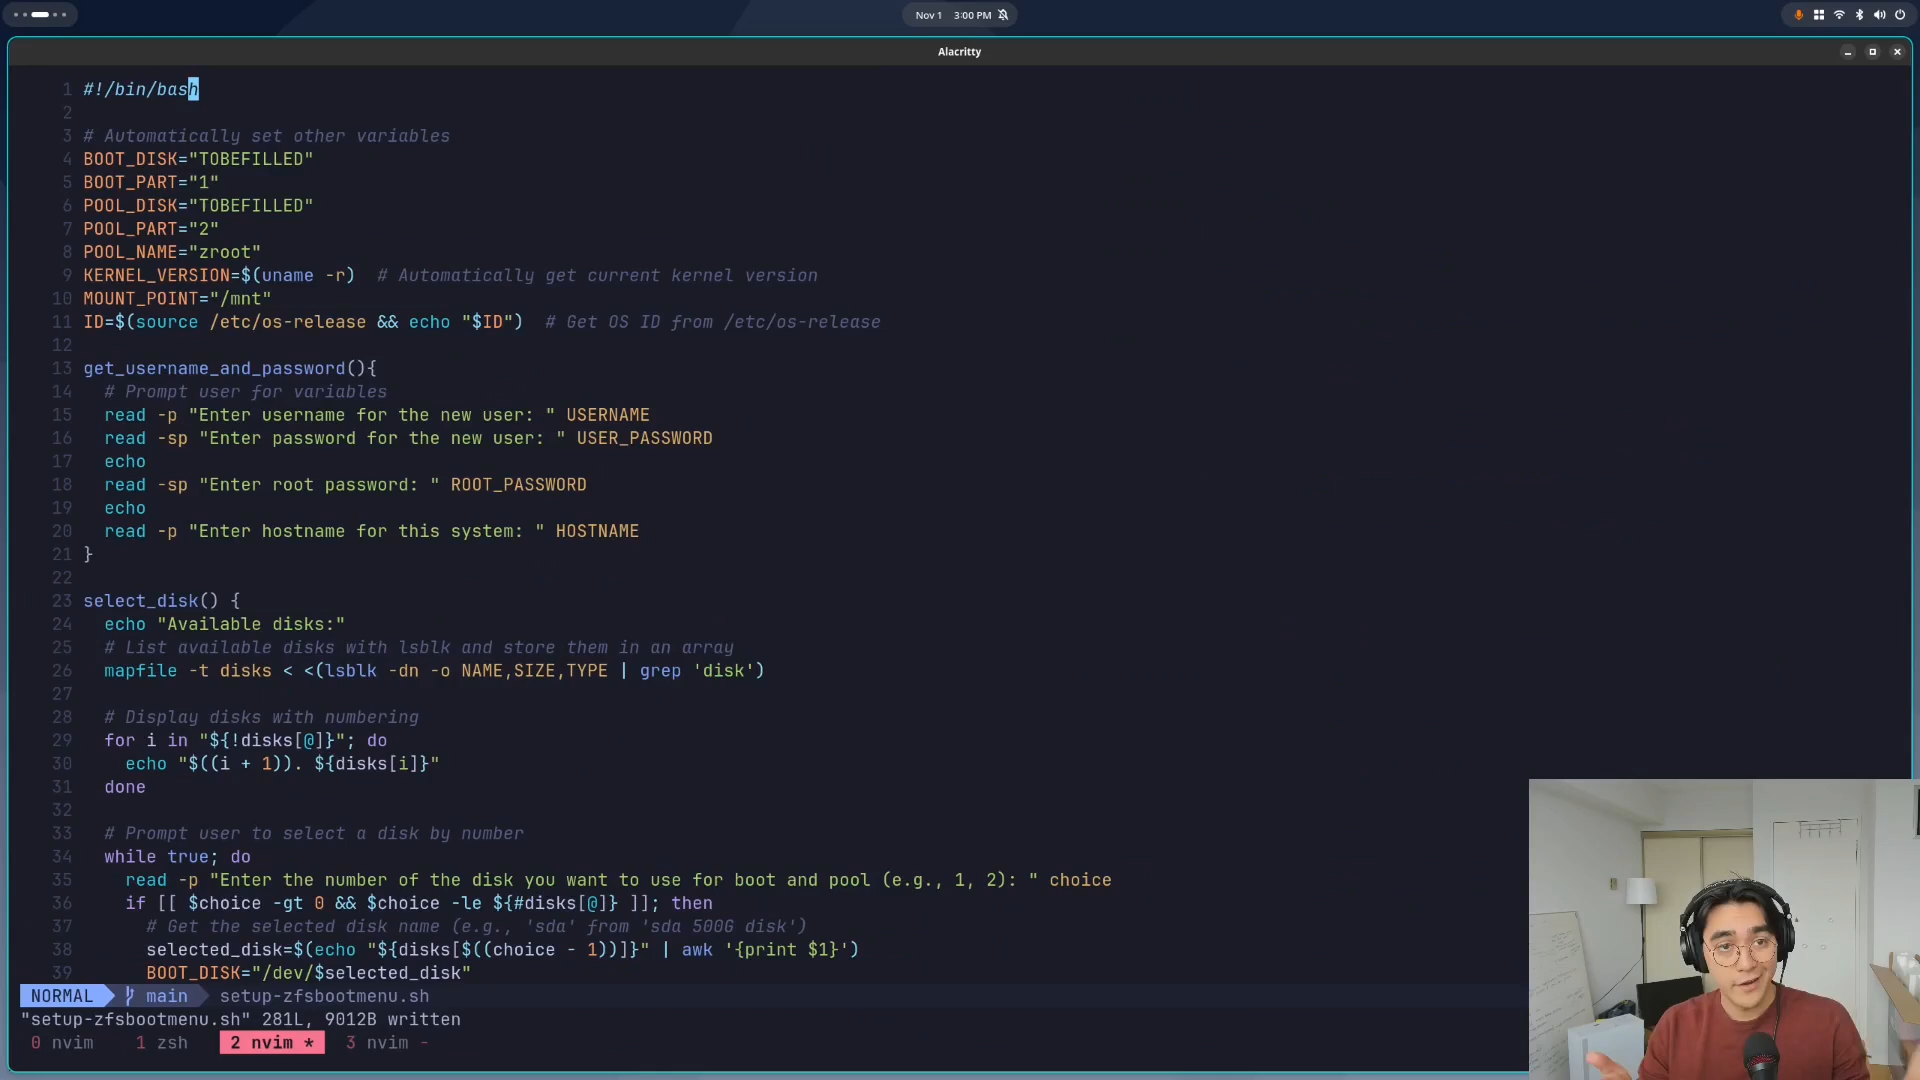 Nov 1 3:00 PM
Alacritty
1 #!/bin/bash
2
3 # Automatically set other variables
4 BOOT_DISK="TOBEFILLED"
5 BOOT_PART="1"
6 POOL_DISK="TOBEFILLED"
7 POOL_PART="2"
8 POOL_NAME="zroot"
9 KERNEL_VERSION=$(uname -r)  # Automatically get current kernel version
10 MOUNT_POINT="/mnt"
11 ID=$(source /etc/os-release && echo "$ID")  # Get OS ID from /etc/os-release
12
13 get_username_and_password(){
14   # Prompt user for variables
15   read -p "Enter username for the new user: " USERNAME
16   read -sp "Enter password for the new user: " USER_PASSWORD
17   echo
18   read -sp "Enter root password: " ROOT_PASSWORD
19   echo
20   read -p "Enter hostname for this system: " HOSTNAME
21 }
22
23 select_disk() {
24   echo "Available disks:"
25   # List available disks with lsblk and store them in an array
26   mapfile -t disks < <(lsblk -dn -o NAME,SIZE,TYPE | grep 'disk')
27
28   # Display disks with numbering
29   for i in "${!disks[@]}"; do
30     echo "$((i + 1)). ${disks[i]}"
31   done
32
33   # Prompt user to select a disk by number
34   while true; do
35     read -p "Enter the number of the disk you want to use for boot and pool (e.g., 1, 2): " choice
36     if [[ $choice -gt 0 && $choice -le ${#disks[@]} ]]; then
37       # Get the selected disk name (e.g., 'sda' from 'sda 500G disk')
38       selected_disk=$(echo "${disks[$((choice - 1))]}" | awk '{print $1}')
39       BOOT_DISK="/dev/$selected_disk"
NORMAL main setup-zfsbootmenu.sh
"setup-zfsbootmenu.sh" 281L, 9012B written
0 nvim 1 zsh 2 nvim * 3 nvim -